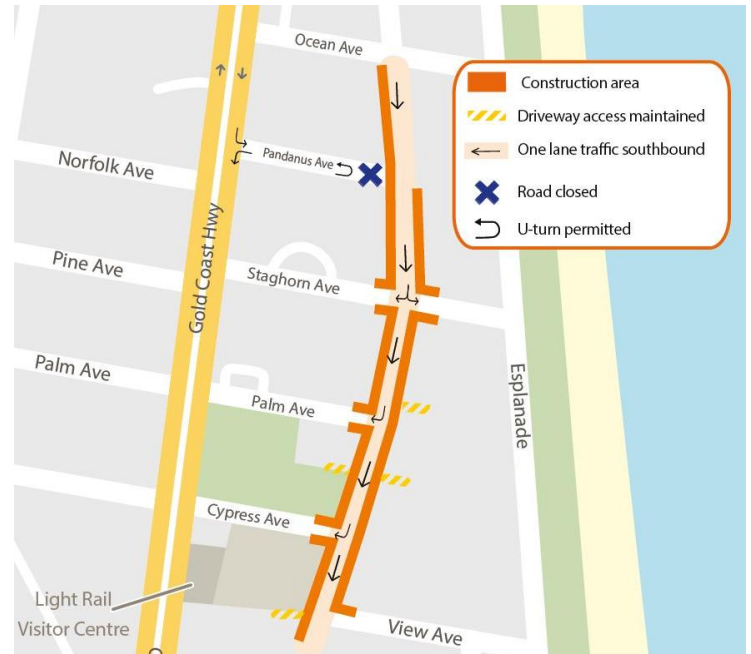 Ocean Ave
Construction area
Driveway access maintained
One lane traffic southbound
Road closed
U-turn permitted
Pandanus Ave
Norfolk Ave
Gold Coast Hwy
Staghorn Ave
Pine Ave
Esplanade
Palm Ave
Palm Ave
Cypress Ave
Light Rail
Visitor Centre
View Ave